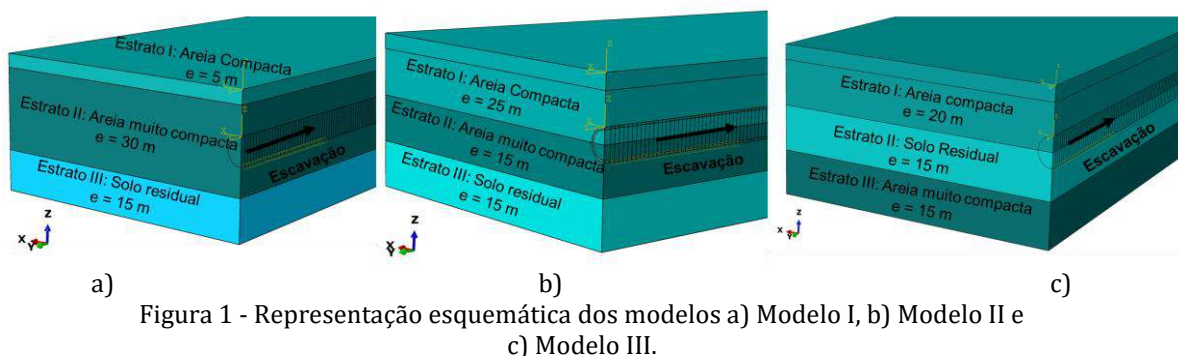 Estrato I: Areia Compacta
e = 5 m
Estrato II: Areia muito compacta
e = 30 m
Escavação
Estrato III: Solo residual
e = 15 m
z
X
Y
Estrato I: Areia Compacta
e = 25 m
Estrato II: Areia muito compacta
e = 15 m
Escavação
Estrato III: Solo residual
e = 15 m
z
X
Y
Estrato I: Areia compacta
e = 20 m
Estrato II: Solo Residual
e = 15 m
Escavação
Estrato III: Areia muito compacta
e = 15 m
z
X
Y
a)
b)
c)
Figura 1 - Representação esquemática dos modelos a) Modelo I, b) Modelo II e
c) Modelo III.